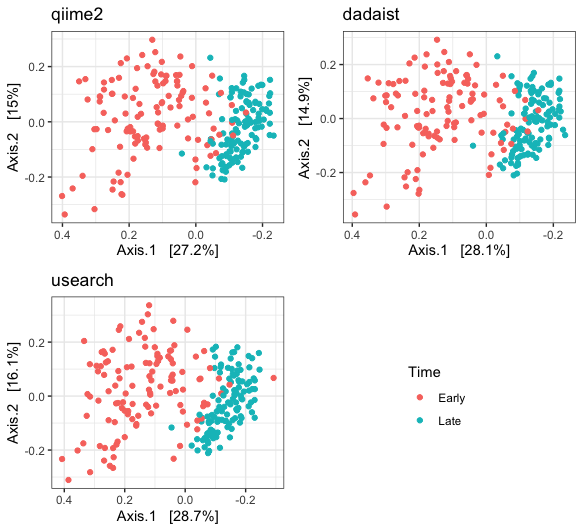 qiime2
0.2
0.0
-0.2
Axis.2 [15%]
0.4 0.2 0.0 -0.2
Axis.1 [27.2%]
dadaist
0.2
0.0
-0.2
Axis.2 [14.9%]
0.4 0.2 0.0 -0.2
Axis.1 [28.1%]
usearch
0.2
0.0
-0.2
Axis.2 [16.1%]
0.4 0.2 0.0 -0.2
Axis.1 [28.7%]
Time
Early
Late